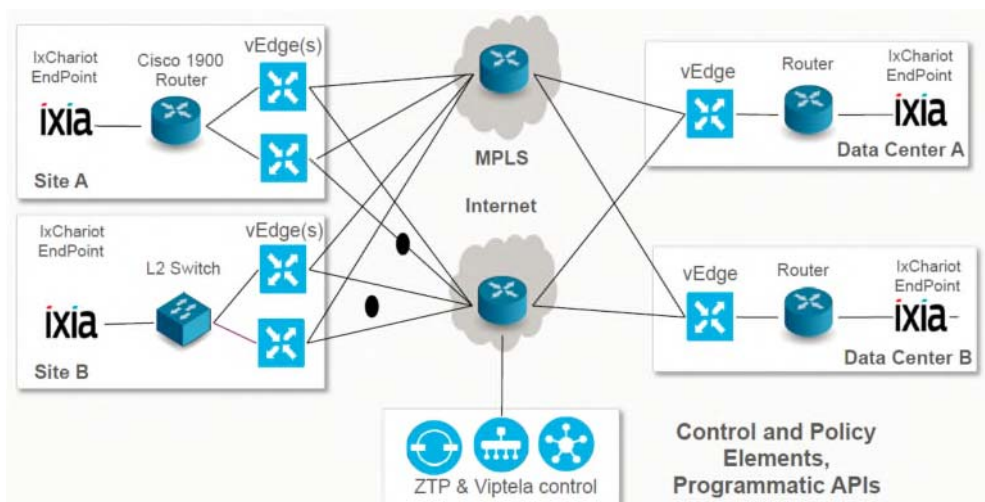 IxChariot
EndPoint
Cisco 1900
Router
vEdge(s)
ixia
Site A
IxChariot
EndPoint
L2 Switch
vEdge(s)
ixia
Site B
MPLS
Internet
vEdge
Router
IxChariot
EndPoint
ixia
Data Center A
vEdge
Router
IxChariot
EndPoint
ixia
Data Center B
ZTP & Viptela control
Control and Policy
Elements,
Programmatic APIs